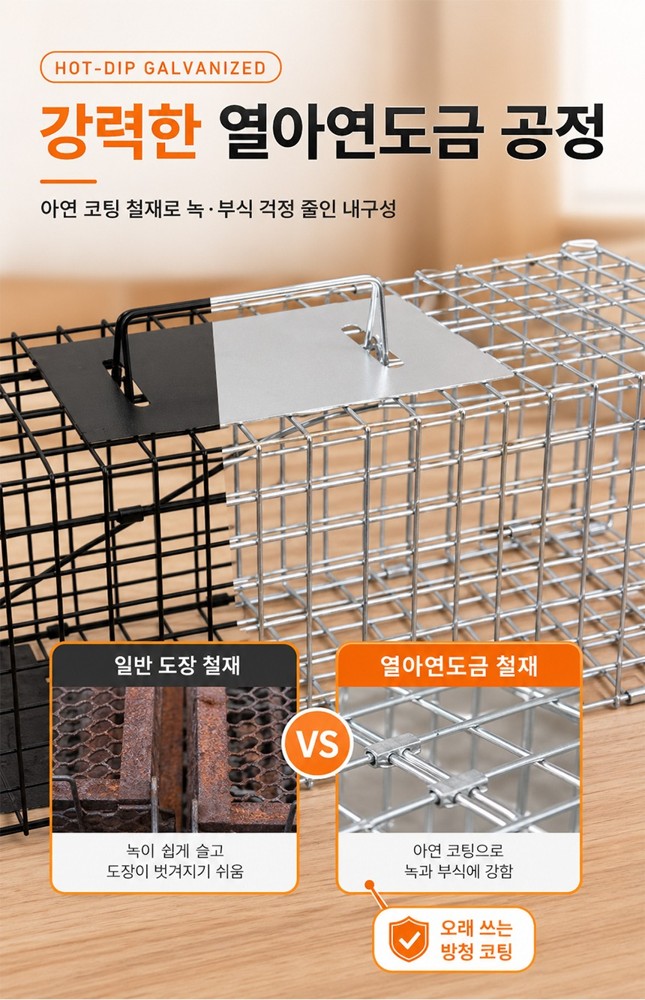 HOT-DIP GALVANIZED
강력한 열아연도금 공정
아연 코팅 철재로 녹·부식 걱정 줄인 내구성
일반 도장 철재
녹이 쉽게 슬고
도장이 벗겨지기 쉬움
VS
열아연도금 철재
아연 코팅으로
녹과 부식에 강함
오래 쓰는
방청 코팅